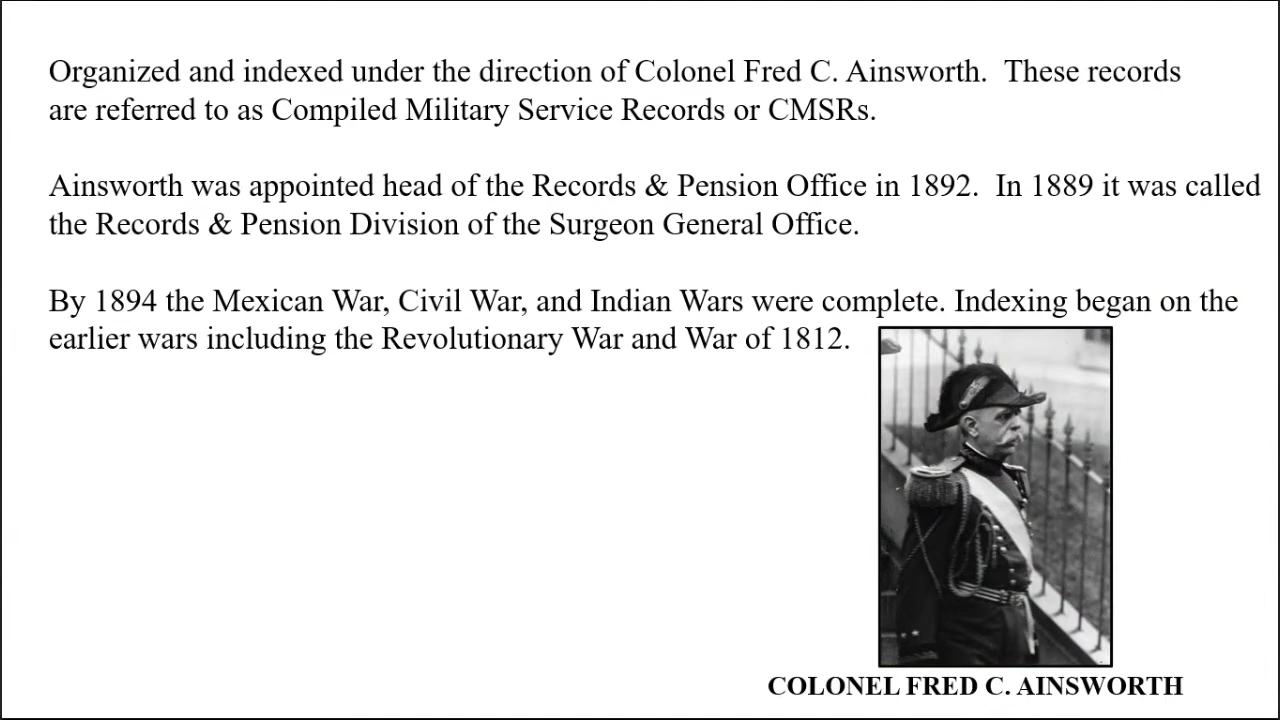 Organized and indexed under the direction of Colonel Fred C. Ainsworth.  These records
are referred to as Compiled Military Service Records or CMSRs.
Ainsworth was appointed head of the Records & Pension Office in 1892.  In 1889 it was called
the Records & Pension Division of the Surgeon General Office.
By 1894 the Mexican War, Civil War, and Indian Wars were complete. Indexing began on the
earlier wars including the Revolutionary War and War of 1812.
COLONEL FRED C. AINSWORTH